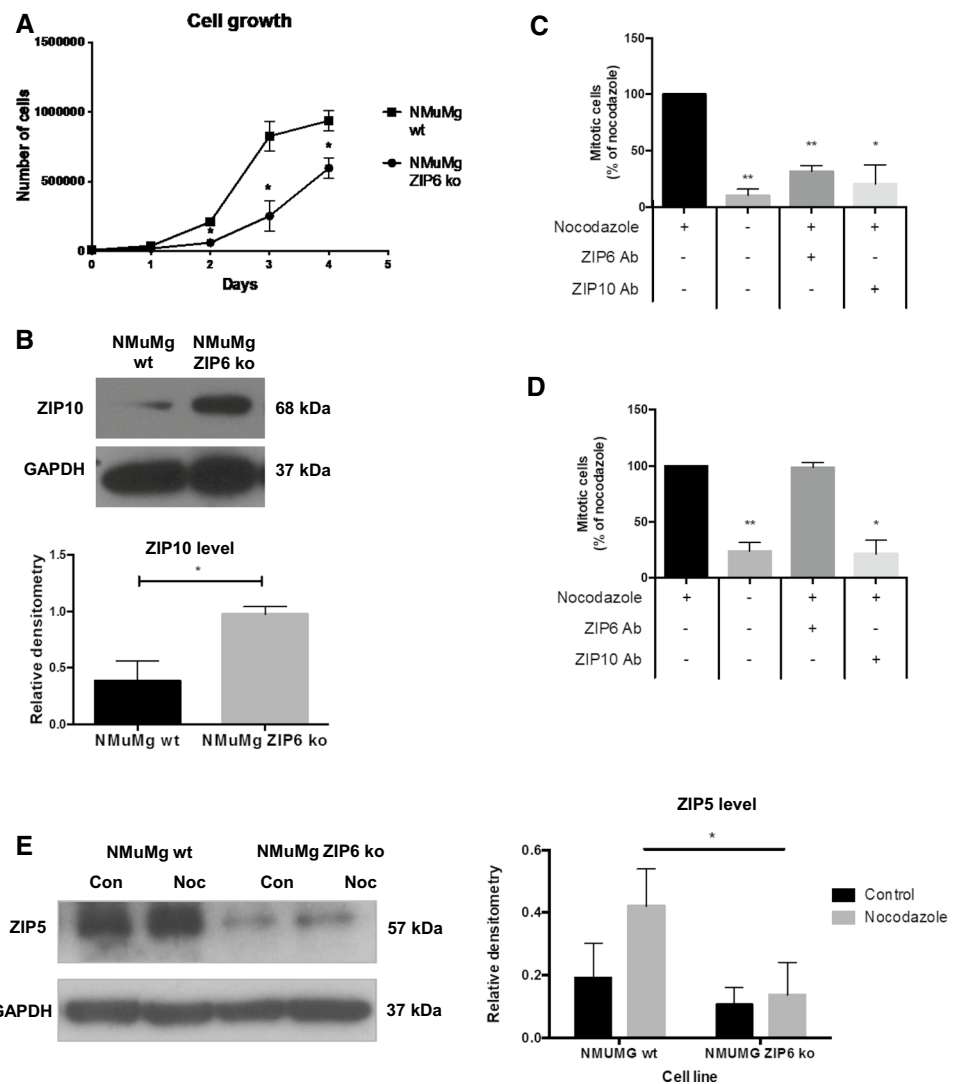 A
Cell growth
1500000
1000000
500000
0
Number of cells
0 1 2 3 4 5
Days
* * *
NMuMg
wt
NMuMg
ZIP6 ko
B
NMuMg
wt
NMuMg
ZIP6 ko
ZIP10
68 kDa
GAPDH
37 kDa
ZIP10 level
*
1.5
1.0
0.5
0.0
Relative densitometry
NMuMg wt
NMuMg ZIP6 ko
C
150
100
50
0
Mitotic cells
(% of nocodazole)
** ** *
Nocodazole + - + +
ZIP6 Ab - - + -
ZIP10 Ab - - - +
D
150
100
50
0
Mitotic cells
(% of nocodazole)
** *
Nocodazole + - + +
ZIP6 Ab - - + -
ZIP10 Ab - - - +
E
NMuMg wt
NMuMg ZIP6 ko
Con Noc Con Noc
ZIP5
57 kDa
GAPDH
37 kDa
ZIP5 level
*
0.6
0.4
0.2
0.0
Relative densitometry
NMUMG wt
NMUMG ZIP6 ko
Cell line
Control
Nocodazole